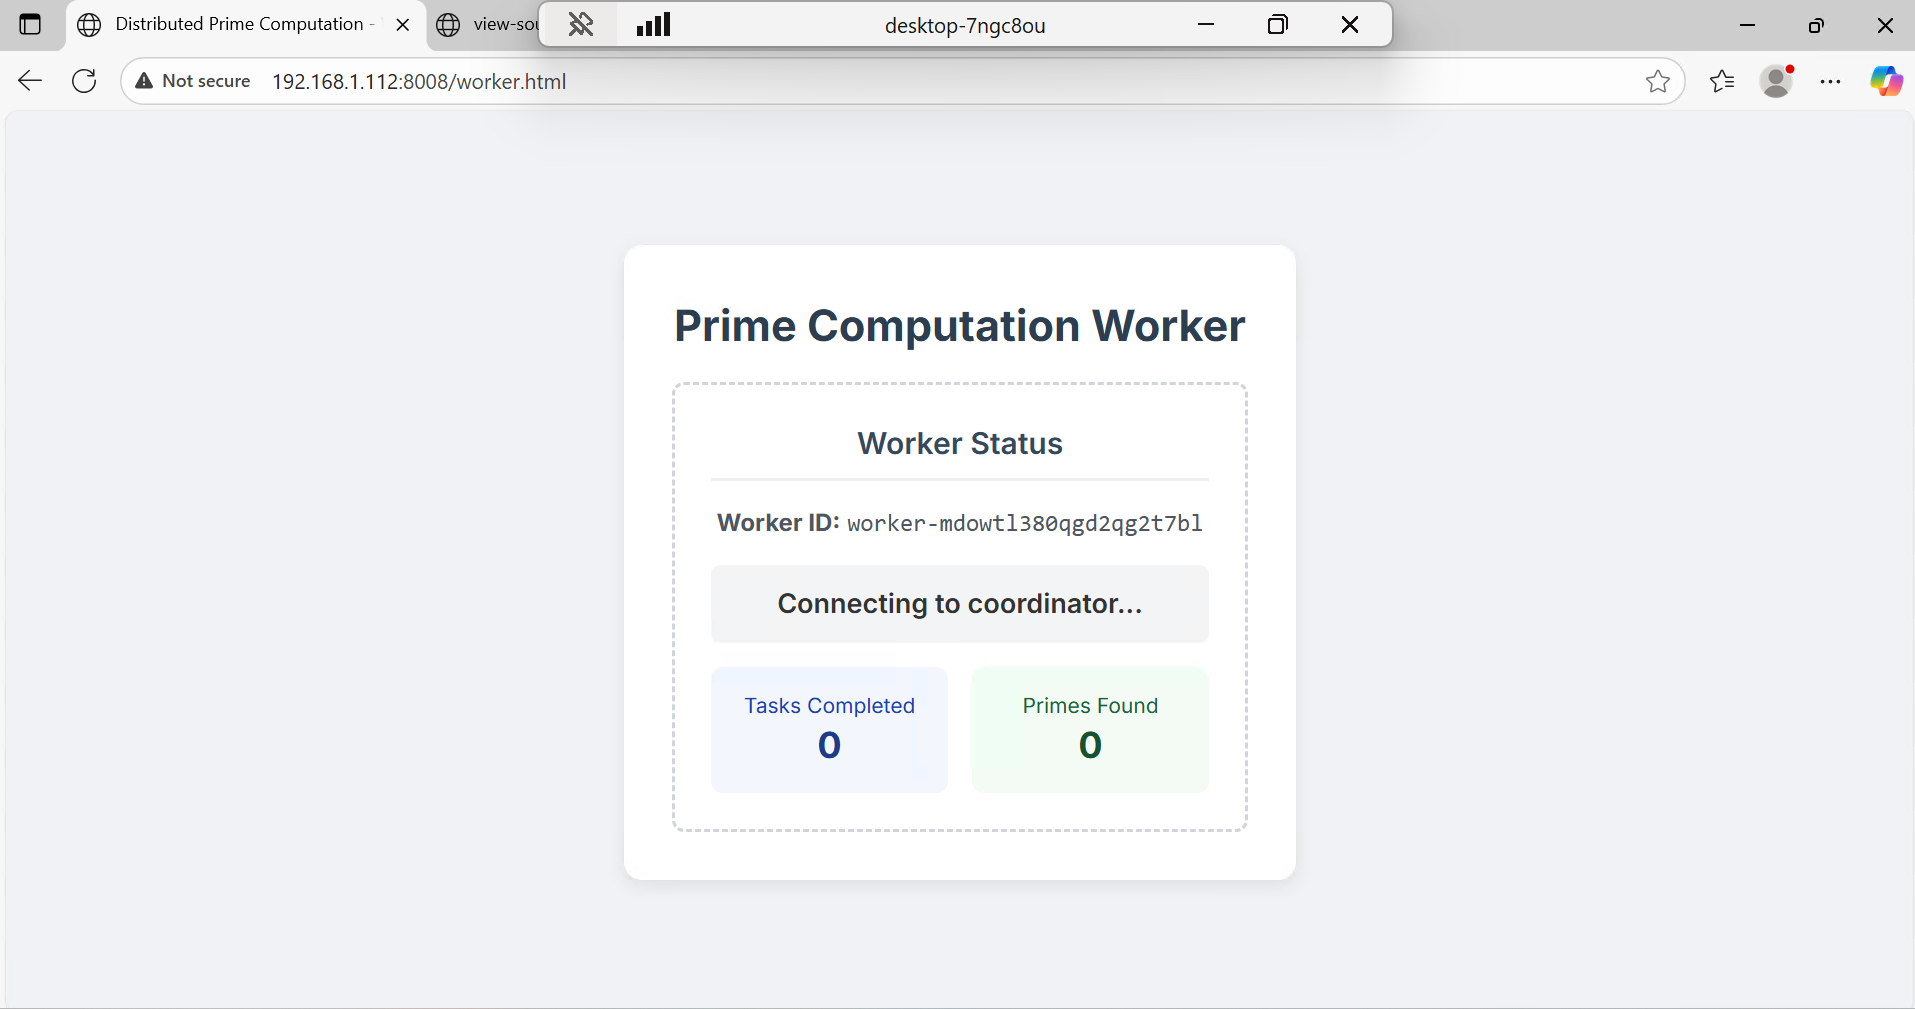 Distributed Prime Computation -
view-sou
desktop-7ngc8ou
Not secure
192.168.1.112:8008/worker.html
Prime Computation Worker
Worker Status
Worker ID: worker-mdowtl380qgd2qg2t7bl
Connecting to coordinator...
Tasks Completed
0
Primes Found
0